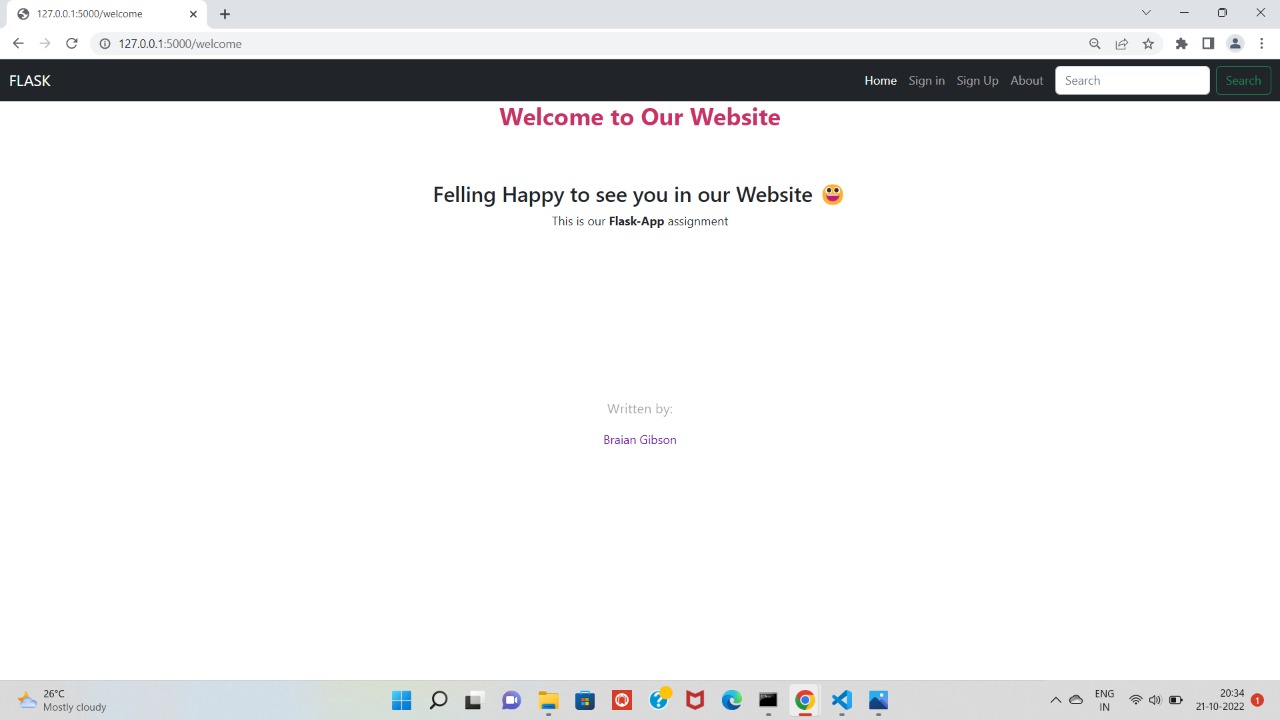 127.0.0.1:5000/welcome
127.0.0.1:5000/welcome
FLASK
Home Sign in Sign Up About Search Search
Welcome to Our Website
Felling Happy to see you in our Website 😀
This is our Flask-App assignment
Written by:
Braian Gibson
26°C
Mostly cloudy
ENG
IN
20:34
21-10-2022
1